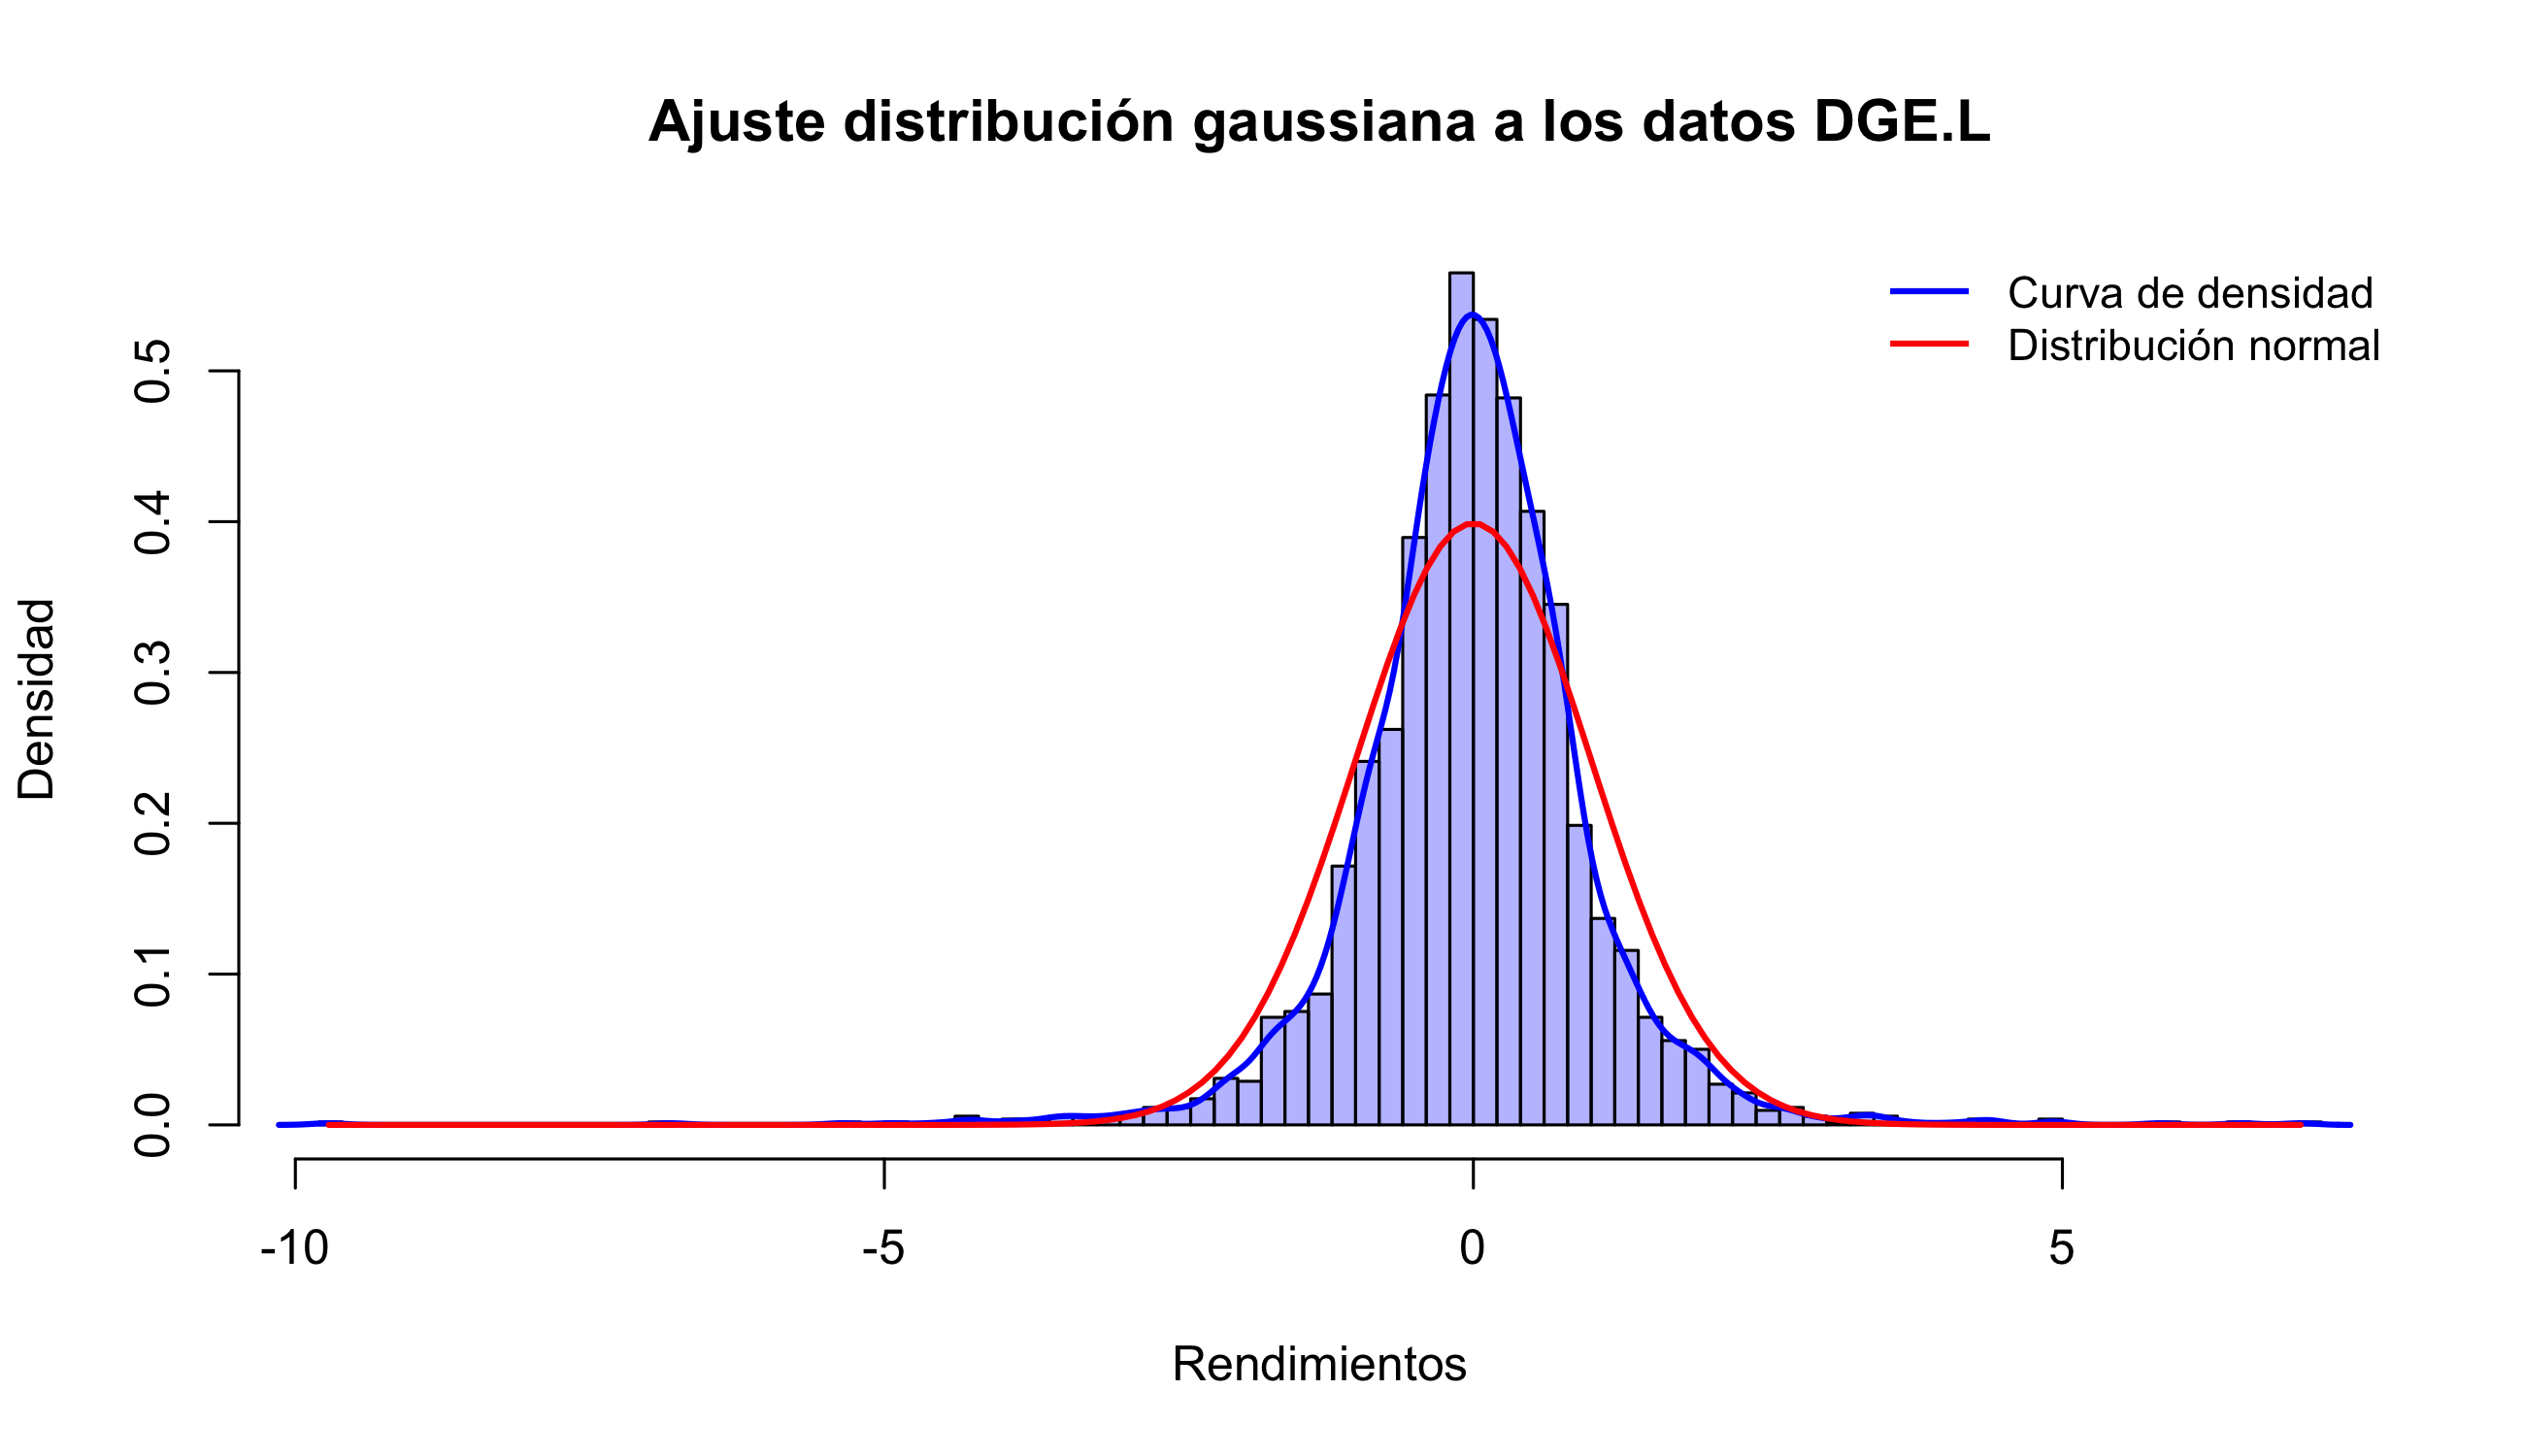 Ajuste distribución gaussiana a los datos DGE.L
Curva de densidad
Distribución normal
Densidad
0.5
0.4
0.3
0.2
0.1
0.0
-10 -5 0 5
Rendimientos